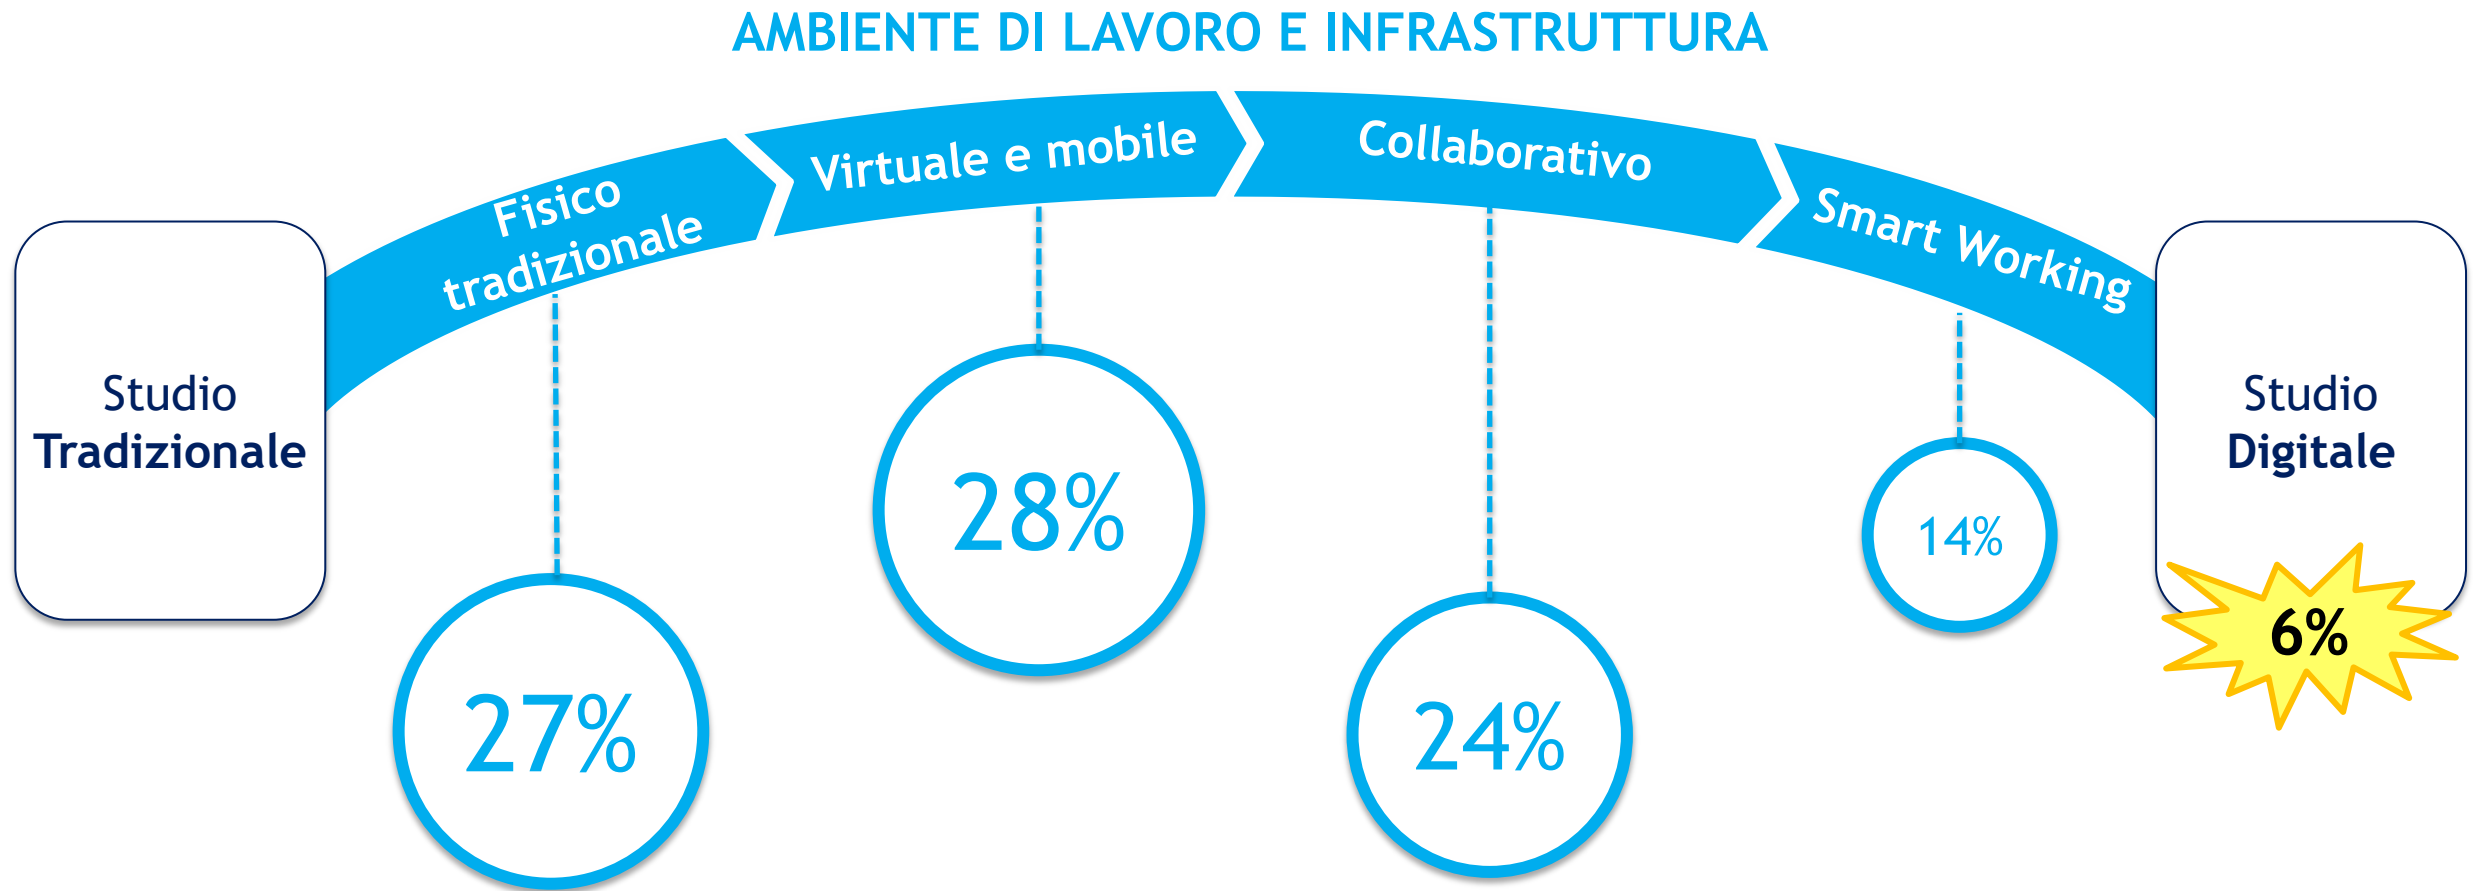 AMBIENTE DI LAVORO E INFRASTRUTTURA
Fisico
tradizionale
Virtuale e mobile
Collaborativo
Smart Working
Studio
Tradizionale
Studio
Digitale
28%
14%
6%
27%
24%